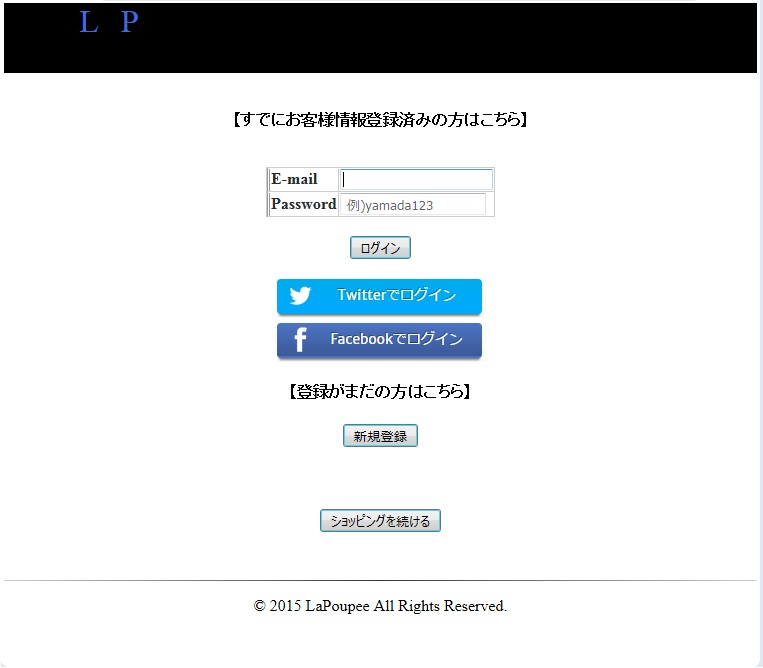 L P
【すでにお客様情報登録済みの方はこちら】
E-mail
Password 例)yamada123
ログイン
Twitterでログイン
Facebookでログイン
【登録がまだの方はこちら】
新規登録
ショッピングを続ける
© 2015 LaPoupee All Rights Reserved.